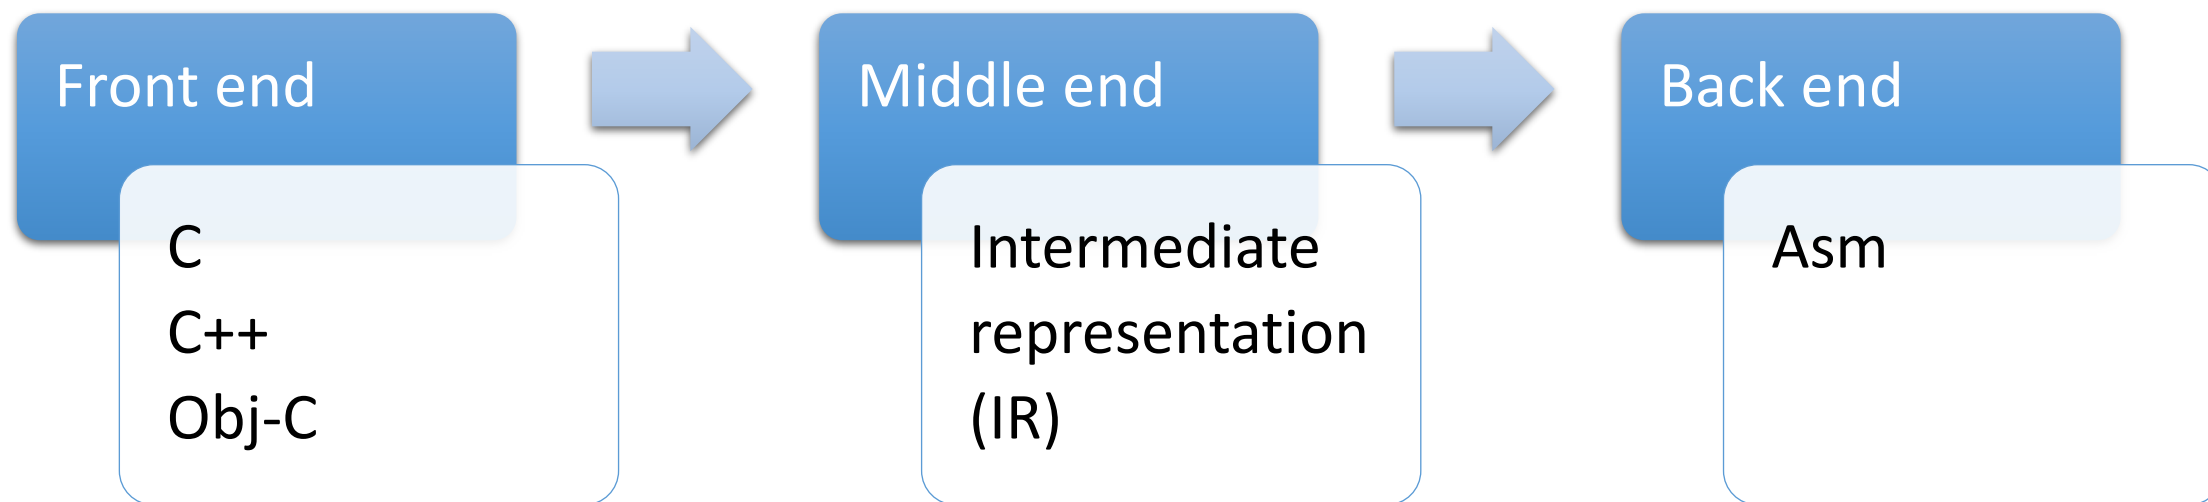 Front end
C
C++
Obj-C
Middle end
Intermediate
representation
(IR)
Back end
Asm